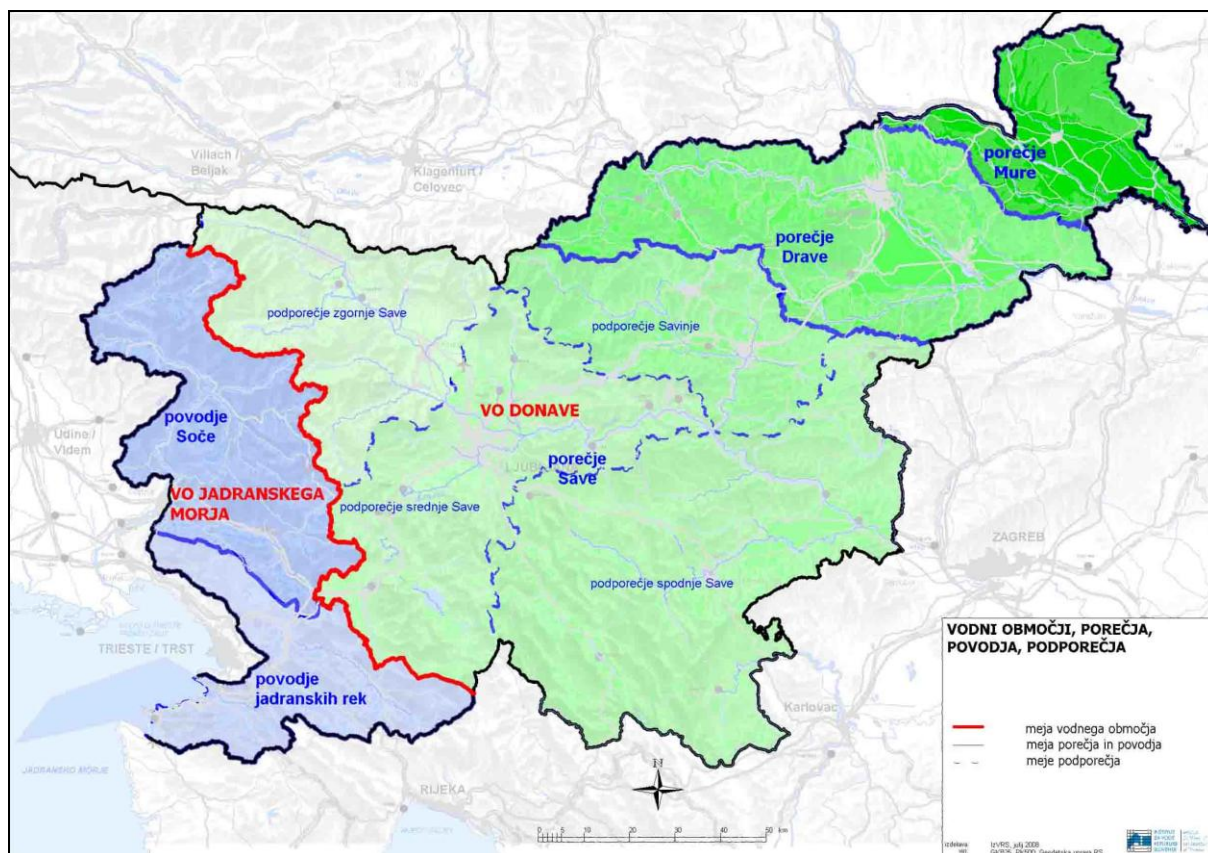 Villach /
Beljak
Klagenfurt /
Celovec
porečje
Mure
porečje
Drave
podporečje zgornje Save
podporečje Savinje
VO DONAVE
povodje
Soče
Udine /
Videm
LJUBLJANA
porečje
Save
VO JADRANSKEGA
MORJA
podporečje srednje Save
ZAGREB
podporečje spodnje Save
TRIESTE / TRST
povodje
jadranskih rek
Karlovac
JADRANSKO MORJE
RIJEKA
N
0 5 10 20 30 40 50 km
VODNI OBMOČJI, POREČJA,
POVODJA, PODPOREČJA
meja vodnega območja
meja porečja in povodja
meje podporečja
IzVRS, julij 2008